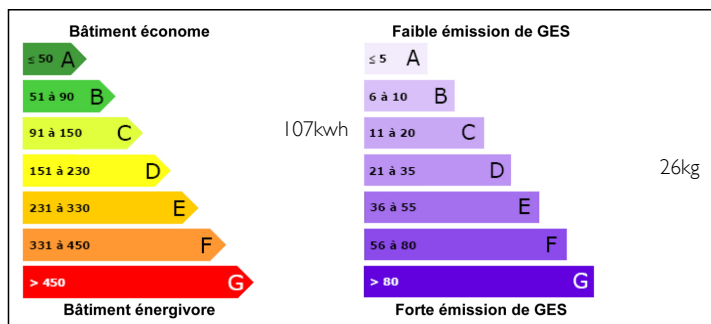 Bâtiment économe
≤ 50 A
51 à 90 B
91 à 150 C
107kwh
151 à 230 D
231 à 330 E
331 à 450 F
> 450 G
Bâtiment énergivore
Faible émission de GES
≤ 5 A
6 à 10 B
11 à 20 C
21 à 35 D
26kg
36 à 55 E
56 à 80 F
> 80 G
Forte émission de GES